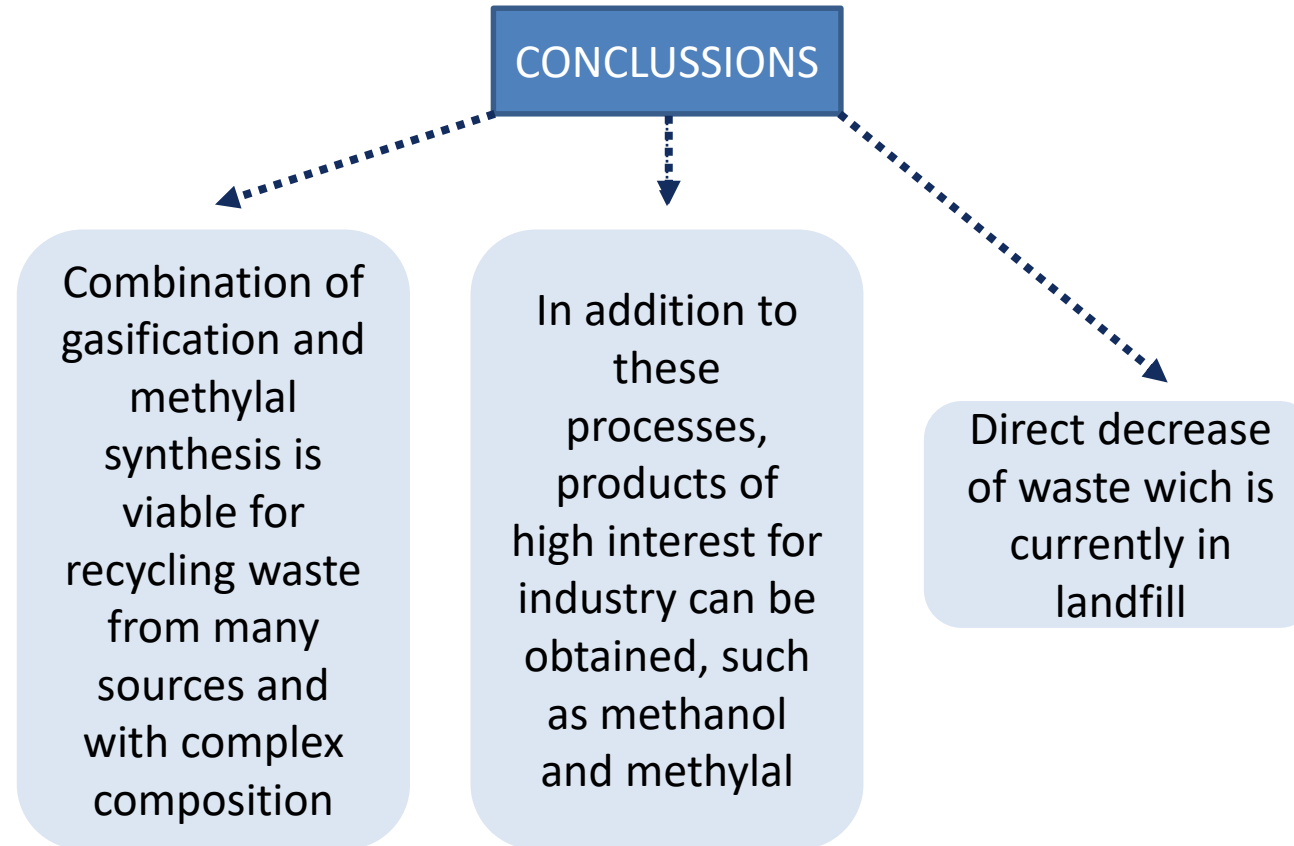 CONCLUSSIONS
Combination of
gasification and
methylal
synthesis is
viable for
recycling waste
from many
sources and
with complex
composition
In addition to
these
processes,
products of
high interest for
industry can be
obtained, such
as methanol
and methylal
Direct decrease
of waste wich is
currently in
landfill